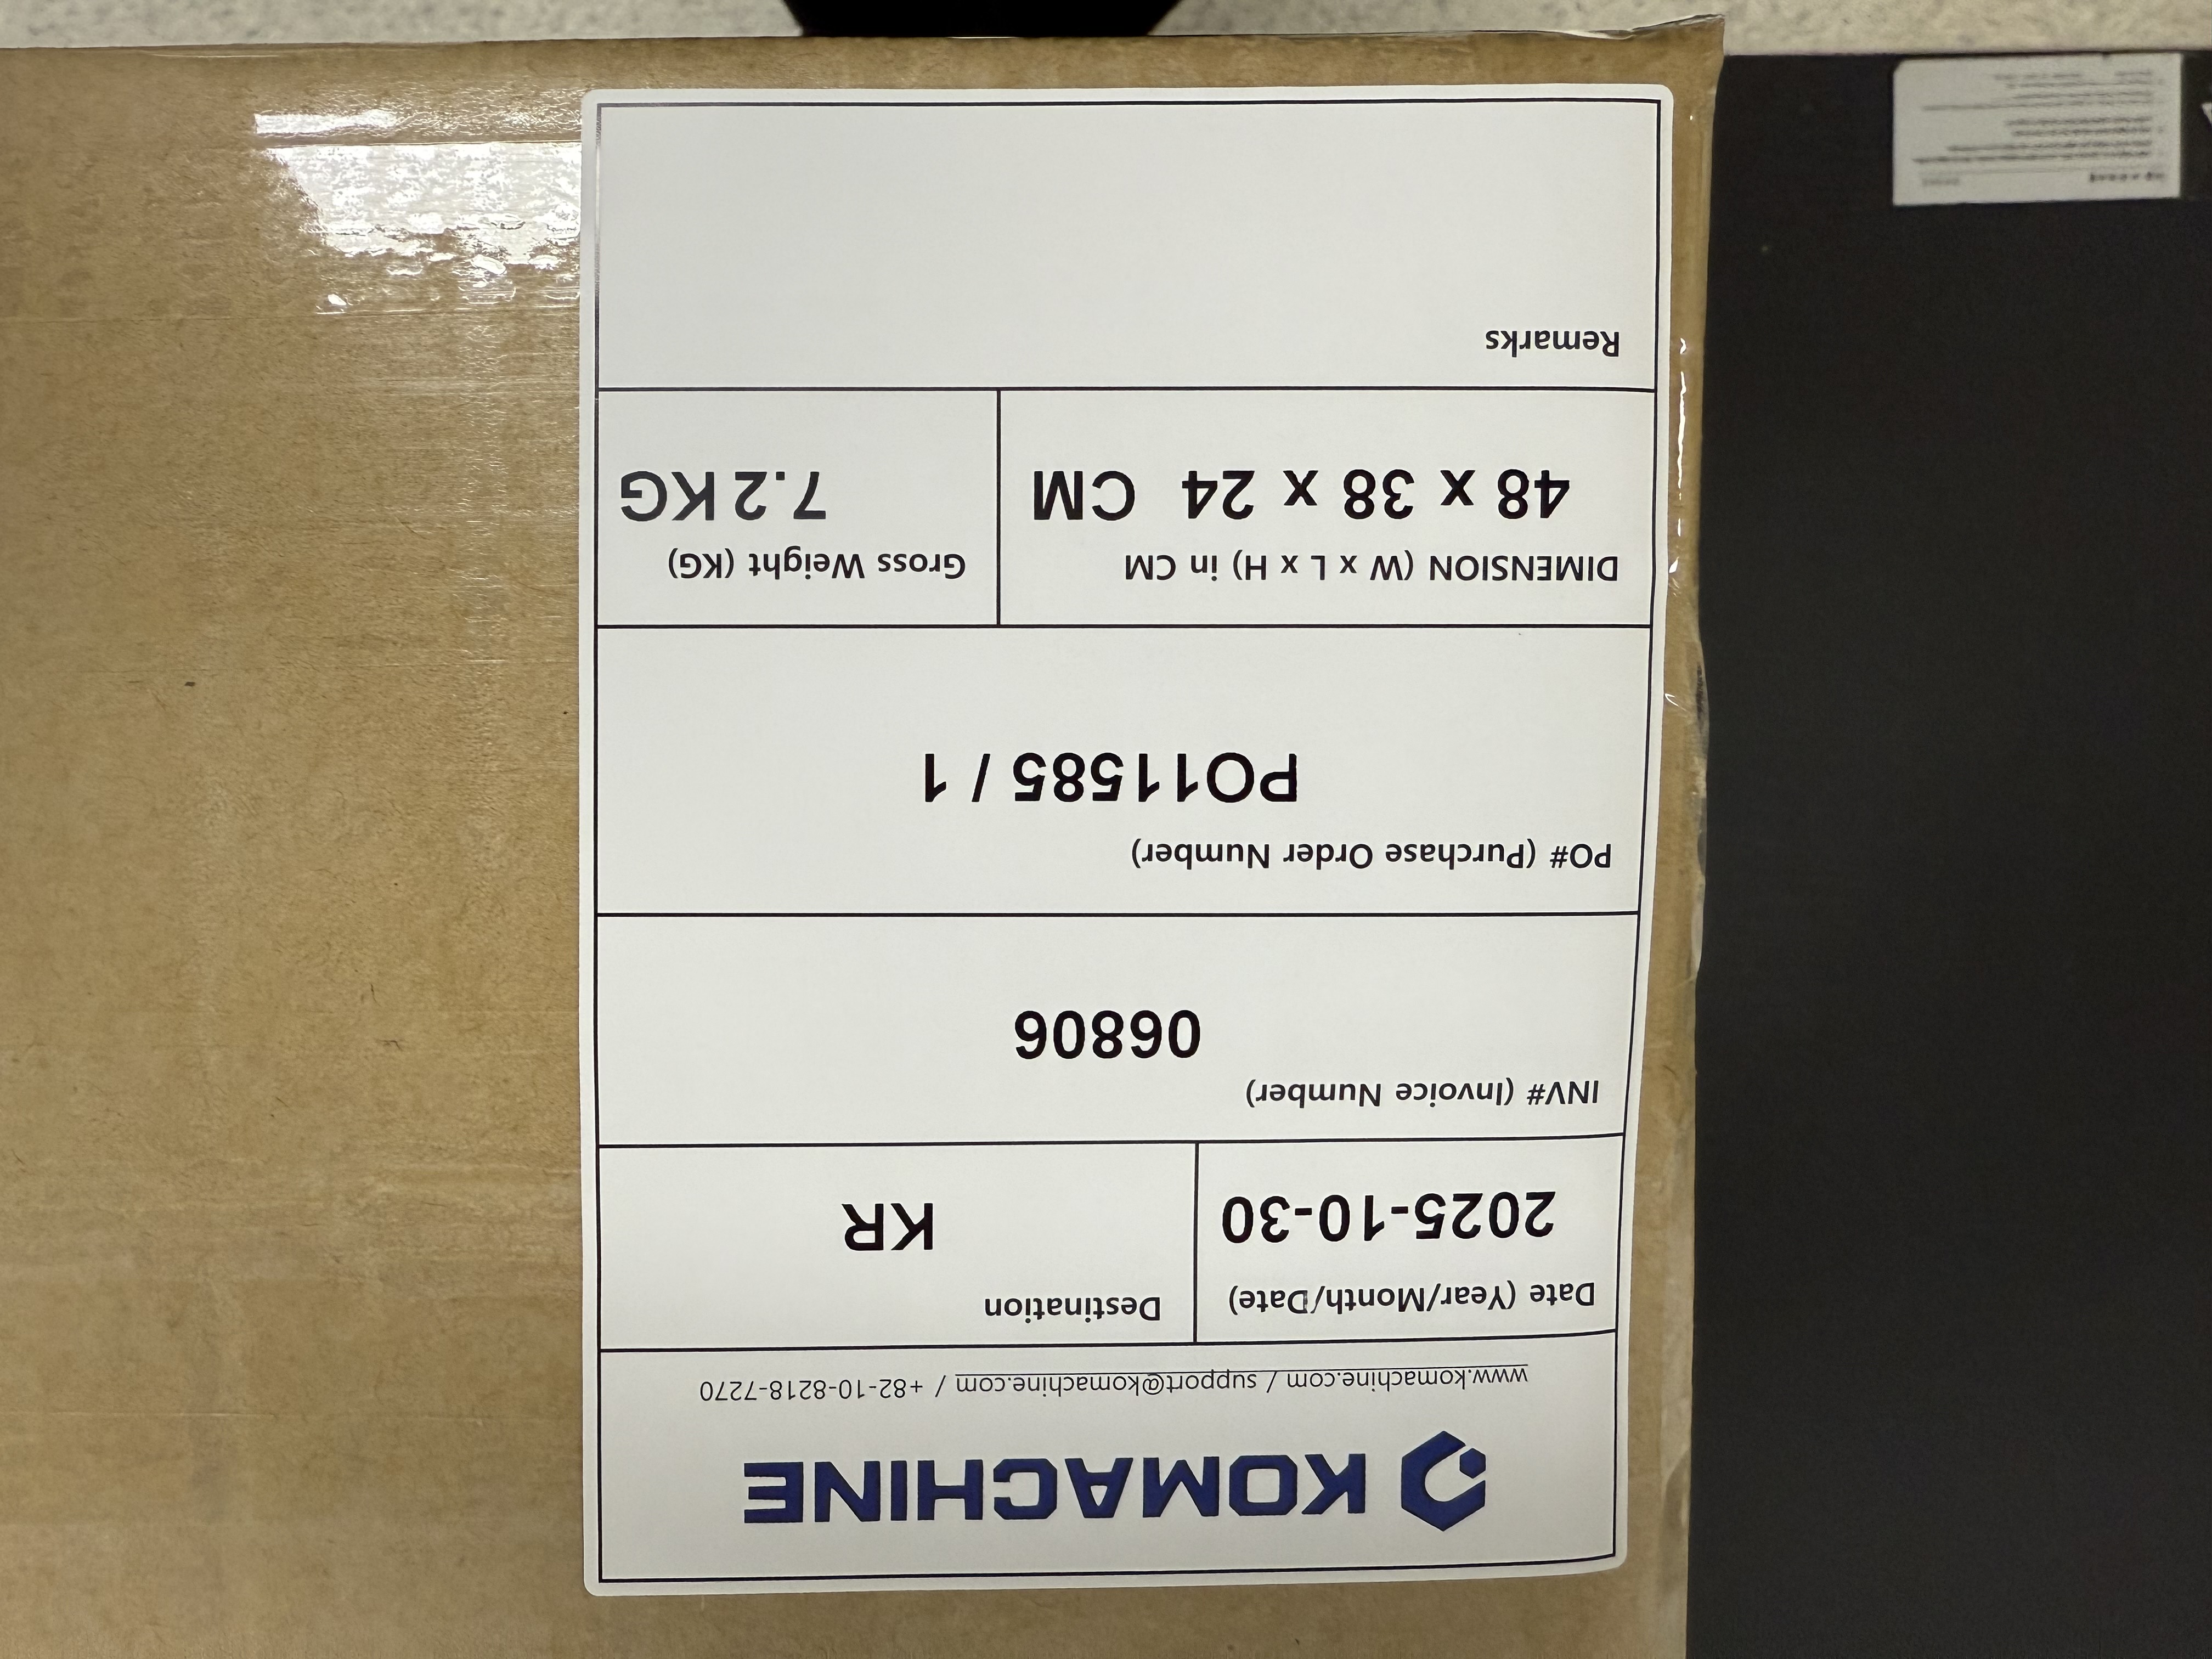 KOMACHINE
www.komachine.com / support@komachine.com / +82-10-8218-7270
Date (Year/Month/Date)
2025-10-30
Destination
KR
INV# (Invoice Number)
06806
PO# (Purchase Order Number)
PO11585 / 1
DIMENSION (W x L x H) in CM
48 x 38 x 24 CM
Gross Weight (KG)
7.2 KG
Remarks